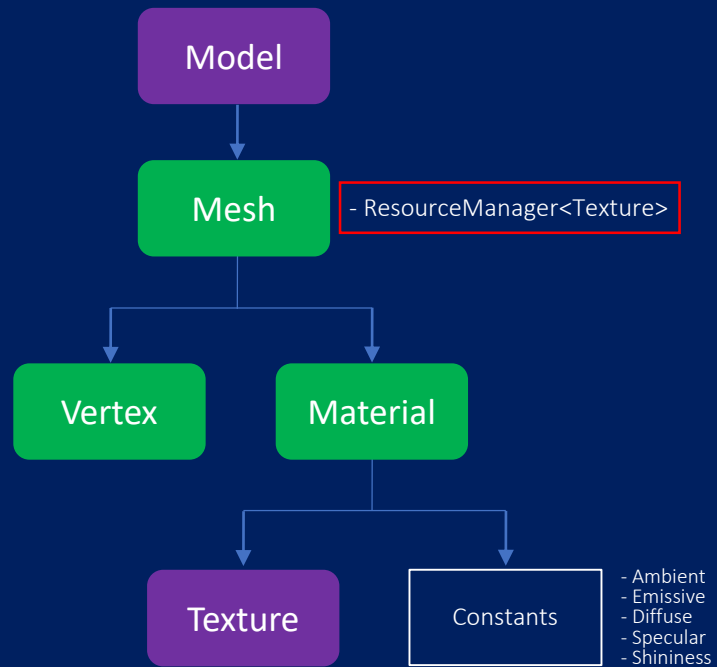 Model
Mesh
- ResourceManager<Texture>
Vertex
Material
Texture
Constants
- Ambient
- Emissive
- Diffuse
- Specular
- Shininess